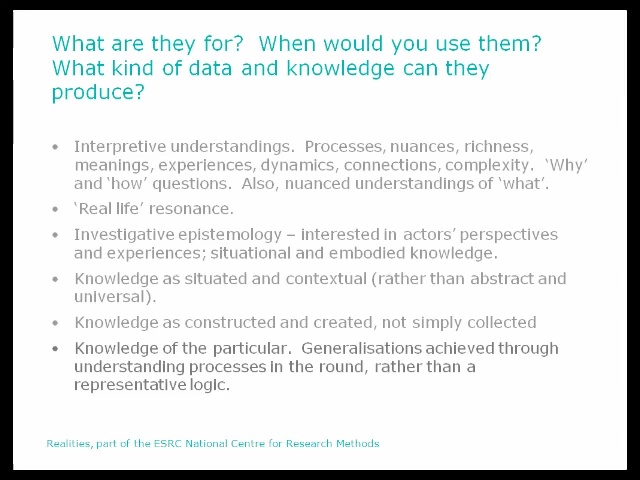 What are they for?  When would you use them?
What kind of data and knowledge can they
produce?
• Interpretive understandings.  Processes, nuances, richness,
meanings, experiences, dynamics, connections, complexity.  ‘Why’
and ‘how’ questions.  Also, nuanced understandings of ‘what’.
• ‘Real life’ resonance.
• Investigative epistemology – interested in actors’ perspectives
and experiences; situational and embodied knowledge.
• Knowledge as situated and contextual (rather than abstract and
universal).
• Knowledge as constructed and created, not simply collected
• Knowledge of the particular.  Generalisations achieved through
understanding processes in the round, rather than a
representative logic.
Realities, part of the ESRC National Centre for Research Methods